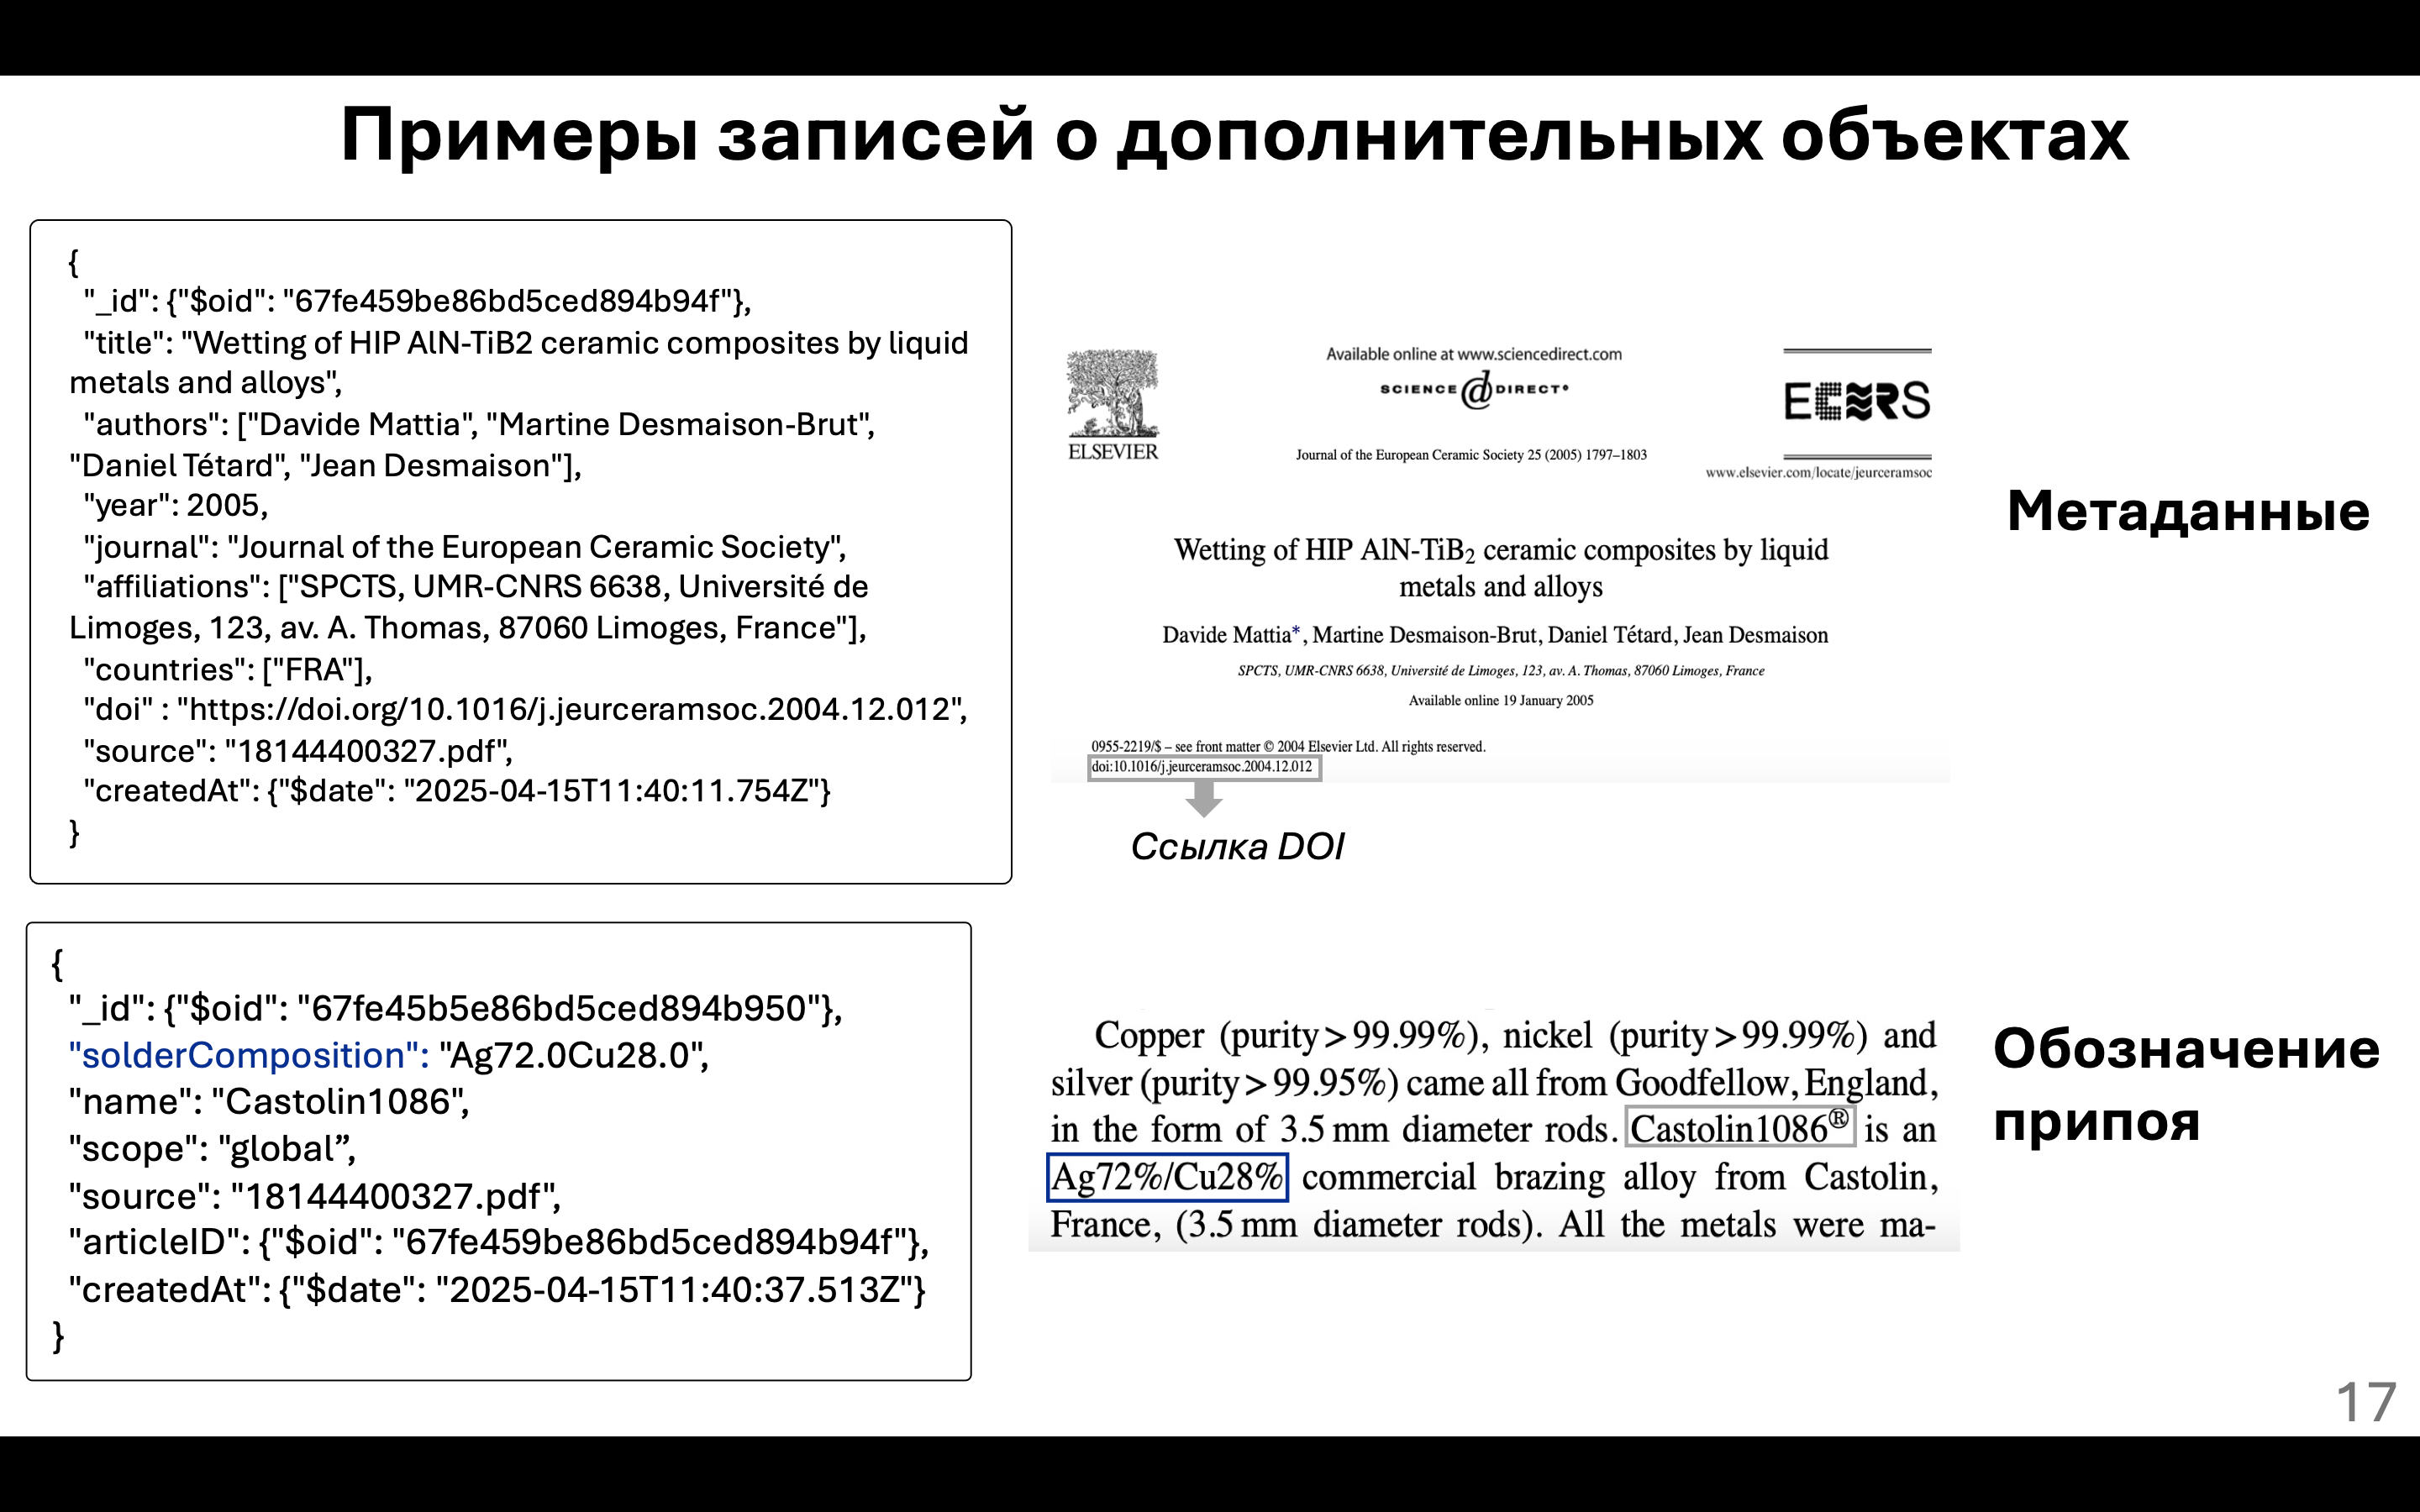 Примеры записей о дополнительных объектах
{
"_id": {"$oid": "67fe459be86bd5ced894b94f"},
"title": "Wetting of HIP AlN-TiB2 ceramic composites by liquid
metals and alloys",
"authors": ["Davide Mattia", "Martine Desmaison-Brut",
"Daniel Tétard", "Jean Desmaison"],
"year": 2005,
"journal": "Journal of the European Ceramic Society",
"affiliations": ["SPCTS, UMR-CNRS 6638, Université de
Limoges, 123, av. A. Thomas, 87060 Limoges, France"],
"countries": ["FRA"],
"doi" : "https://doi.org/10.1016/j.jeurceramsoc.2004.12.012",
"source": "18144400327.pdf",
"createdAt": {"$date": "2025-04-15T11:40:11.754Z"}
}
ELSEVIER
Available online at www.sciencedirect.com
SCIENCE @ DIRECT®
Journal of the European Ceramic Society 25 (2005) 1797–1803
ECERS
www.elsevier.com/locate/jeurceramsoc
Wetting of HIP AlN-TiB₂ ceramic composites by liquid
metals and alloys
Davide Mattia*, Martine Desmaison-Brut, Daniel Tétard, Jean Desmaison
SPCTS, UMR-CNRS 6638, Université de Limoges, 123, av. A. Thomas, 87060 Limoges, France
Available online 19 January 2005
0955-2219/$ – see front matter © 2004 Elsevier Ltd. All rights reserved.
doi:10.1016/j.jeurceramsoc.2004.12.012
Ссылка DOI
Метаданные
{
"_id": {"$oid": "67fe45b5e86bd5ced894b950"},
"solderComposition": "Ag72.0Cu28.0",
"name": "Castolin1086",
"scope": "global”,
"source": "18144400327.pdf",
"articleID": {"$oid": "67fe459be86bd5ced894b94f"},
"createdAt": {"$date": "2025-04-15T11:40:37.513Z"}
}
Copper (purity > 99.99%), nickel (purity > 99.99%) and
silver (purity > 99.95%) came all from Goodfellow, England,
in the form of 3.5 mm diameter rods. Castolin1086® is an
Ag72%/Cu28% commercial brazing alloy from Castolin,
France, (3.5 mm diameter rods). All the metals were ma-
Обозначение
припоя
17